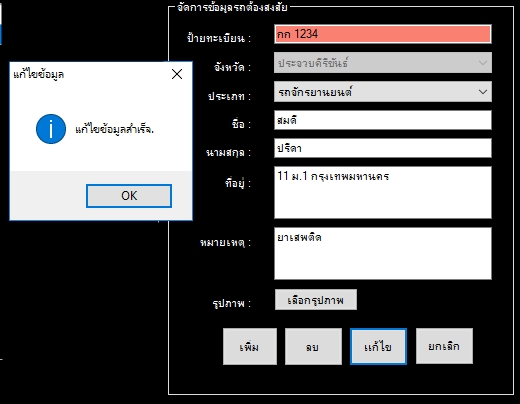 จัดการข้อมูลรถต้องสงสัย
ป้ายทะเบียน : กก 1234
จังหวัด : ประจวบคีรีขันธ์
ประเภท : รถจักรยานยนต์
ชื่อ : สมดี
นามสกุล : ปรีดา
ที่อยู่ : 11 ม.1 กรุงเทพมหานคร
หมายเหตุ : ยาเสพติด
รูปภาพ : เลือกรูปภาพ
เพิ่ม ลบ แก้ไข ยกเลิก
แก้ไขข้อมูล
แก้ไขข้อมูลสำเร็จ.
OK